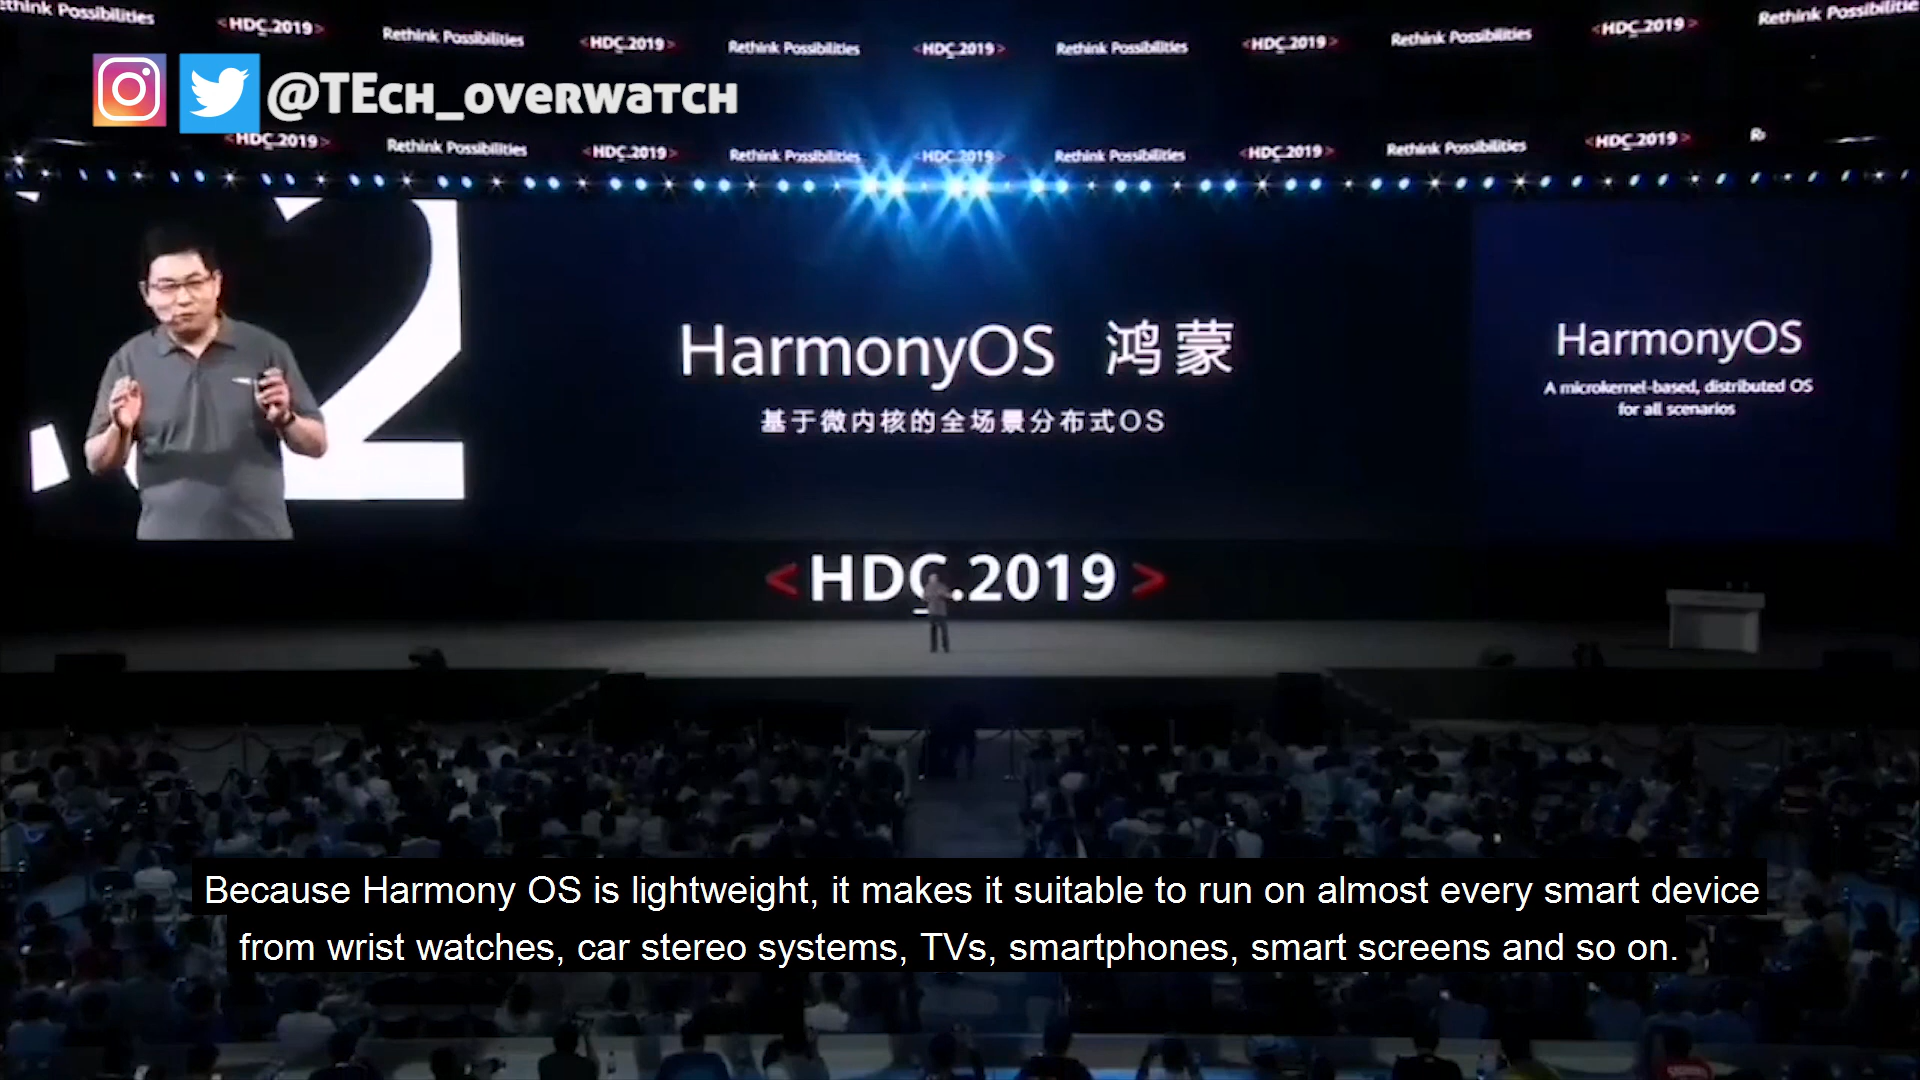 Rethink Possibilities <HDC.2019> Rethink Possibilities <HDC.2019> Rethink Possibilities <HDC.2019> Rethink Possibilities <HDC.2019> Rethink Possibilities <HDC.2019> Rethink Possibilities
@TEch_overwatch
<HDC.2019> Rethink Possibilities <HDC.2019> Rethink Possibilities <HDC.2019> Rethink Possibilities <HDC.2019> Rethink Possibilities <HDC.2019>
2
HarmonyOS 鸿蒙
基于微内核的全场景分布式OS
HarmonyOS
A microkernel-based, distributed OS
for all scenarios
<HDC.2019>
Because Harmony OS is lightweight, it makes it suitable to run on almost every smart device
from wrist watches, car stereo systems, TVs, smartphones, smart screens and so on.